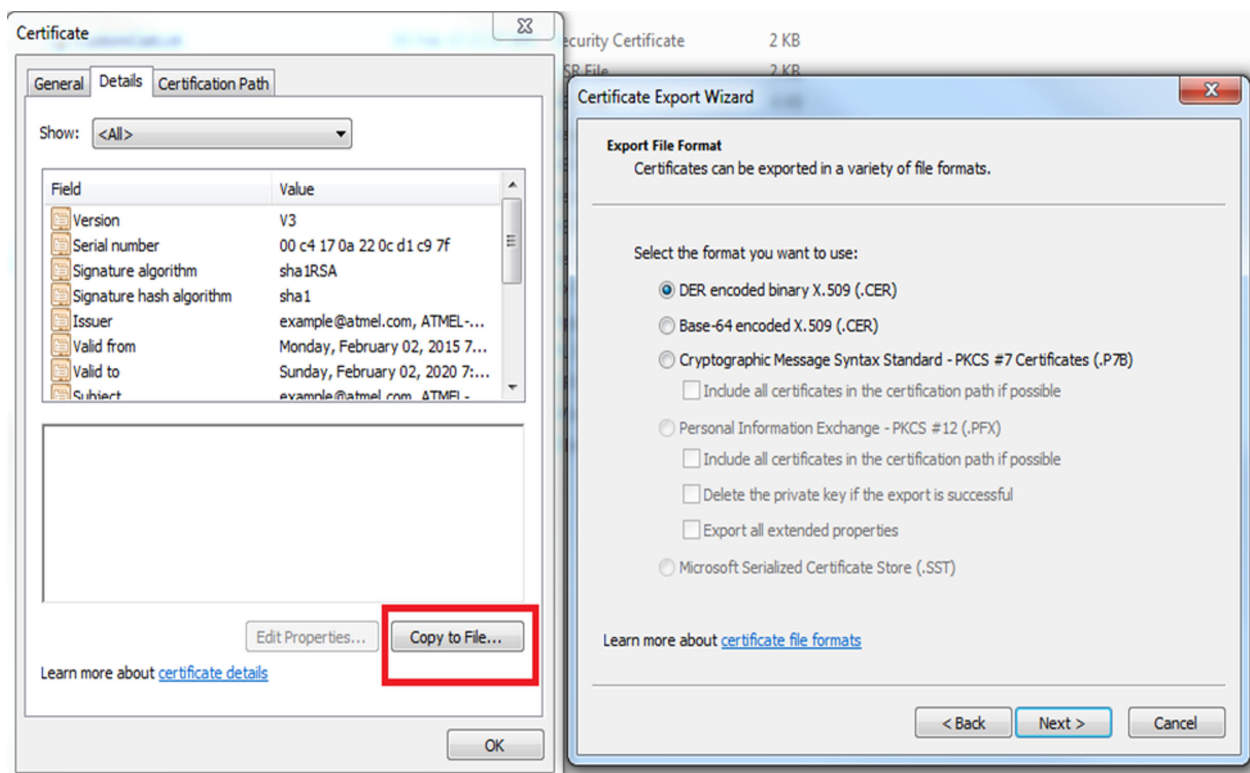 Certificate
General Details Certification Path
Show: <All>
Field Value
Version V3
Serial number 00 c4 17 0a 22 0c d1 c9 7f
Signature algorithm sha1RSA
Signature hash algorithm sha1
Issuer example@atmel.com, ATMEL-...
Valid from Monday, February 02, 2015 7...
Valid to Sunday, February 02, 2020 7:...
Subject example@atmel.com, ATMEL-
Edit Properties... Copy to File...
Learn more about certificate details
OK
ecurity Certificate 2 KB
SR File 2 KB
Certificate Export Wizard
Export File Format
Certificates can be exported in a variety of file formats.
Select the format you want to use:
DER encoded binary X.509 (.CER)
Base-64 encoded X.509 (.CER)
Cryptographic Message Syntax Standard - PKCS #7 Certificates (.P7B)
Include all certificates in the certification path if possible
Personal Information Exchange - PKCS #12 (.PFX)
Include all certificates in the certification path if possible
Delete the private key if the export is successful
Export all extended properties
Microsoft Serialized Certificate Store (.SST)
Learn more about certificate file formats
< Back Next > Cancel